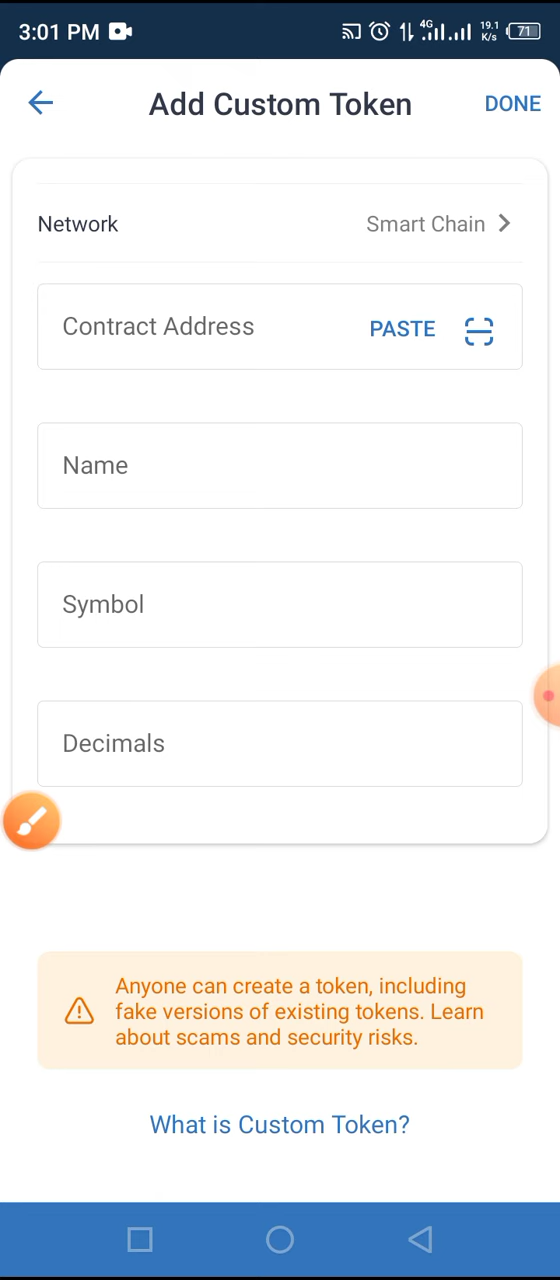 3:01 PM
4G
19.1
K/s
71
Add Custom Token
DONE
Network
Smart Chain
Contract Address
PASTE
Name
Symbol
Decimals
Anyone can create a token, including
fake versions of existing tokens. Learn
about scams and security risks.
What is Custom Token?